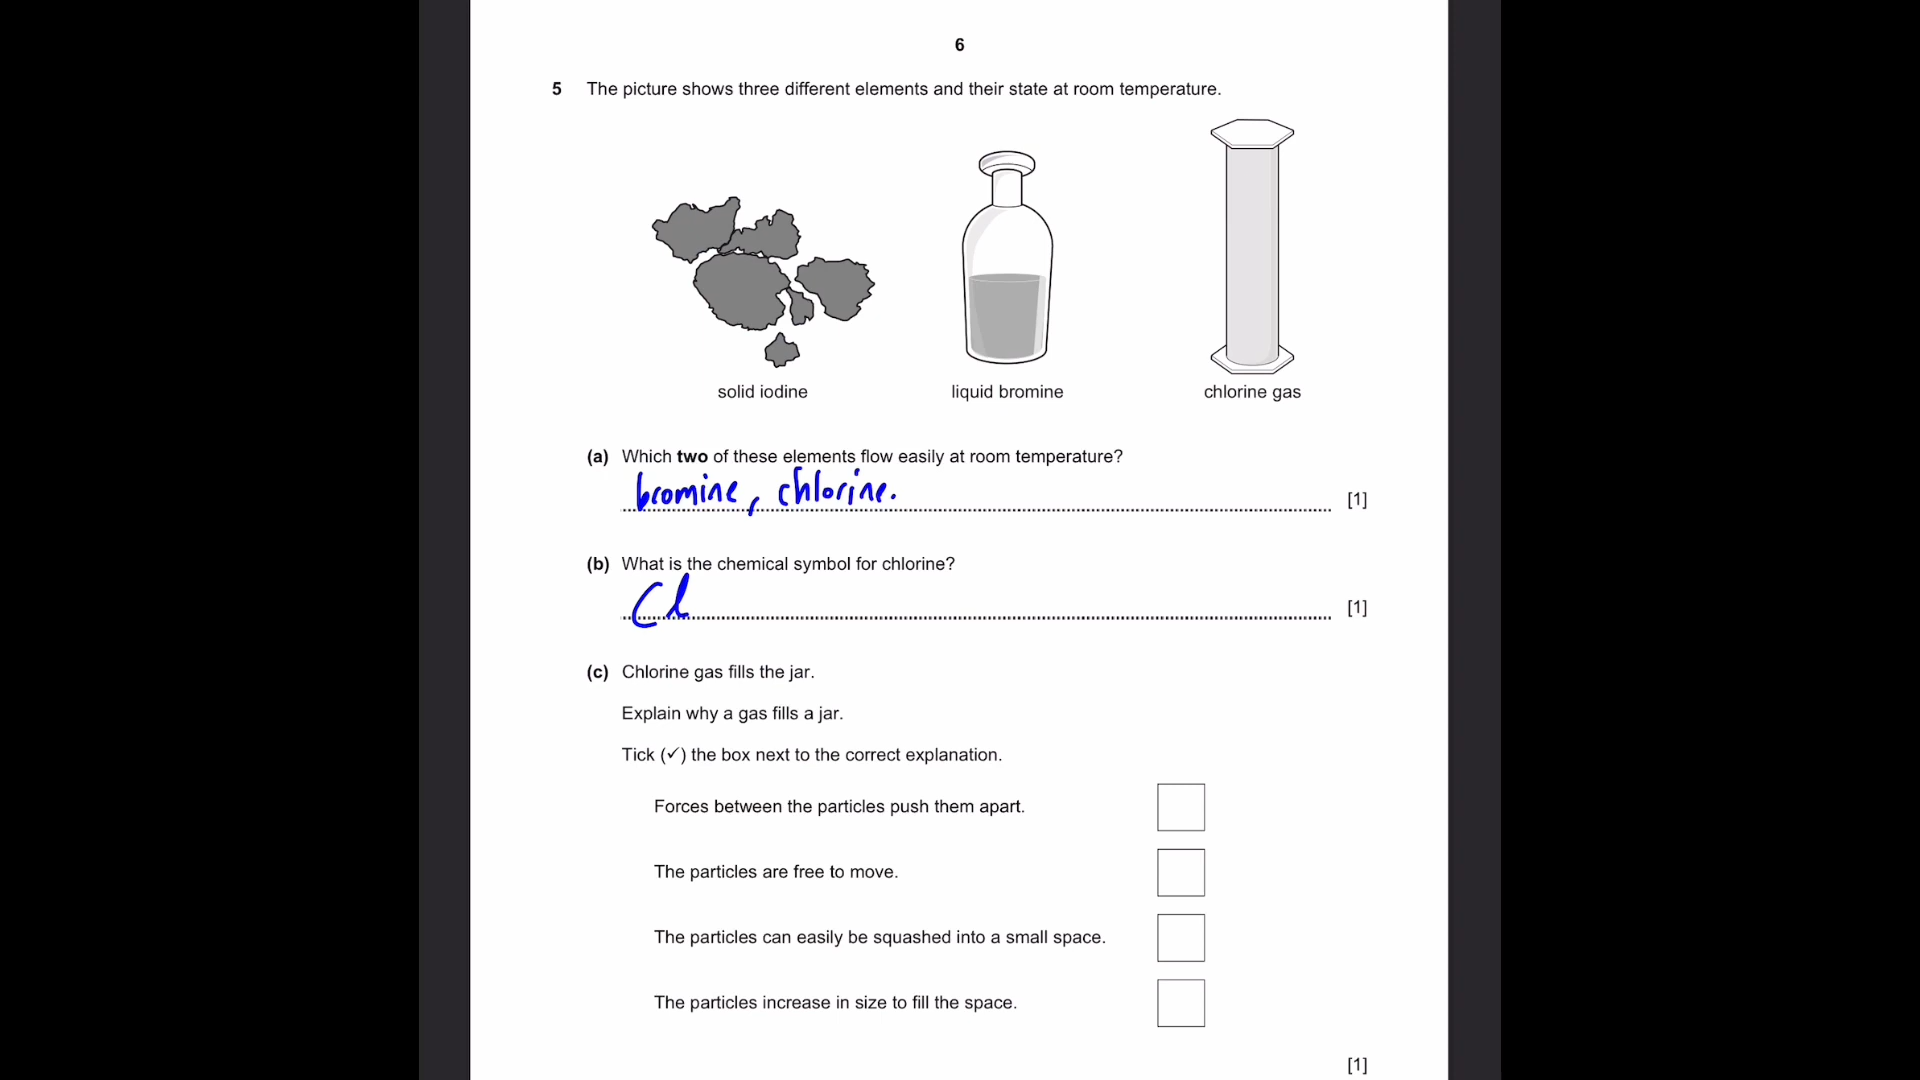 6
5 The picture shows three different elements and their state at room temperature.
solid iodine liquid bromine chlorine gas
(a) Which two of these elements flow easily at room temperature?
bromine, chlorine.
[1]
(b) What is the chemical symbol for chlorine?
Cl
[1]
(c) Chlorine gas fills the jar.
Explain why a gas fills a jar.
Tick (✓) the box next to the correct explanation.
Forces between the particles push them apart.
The particles are free to move.
The particles can easily be squashed into a small space.
The particles increase in size to fill the space.
[1]